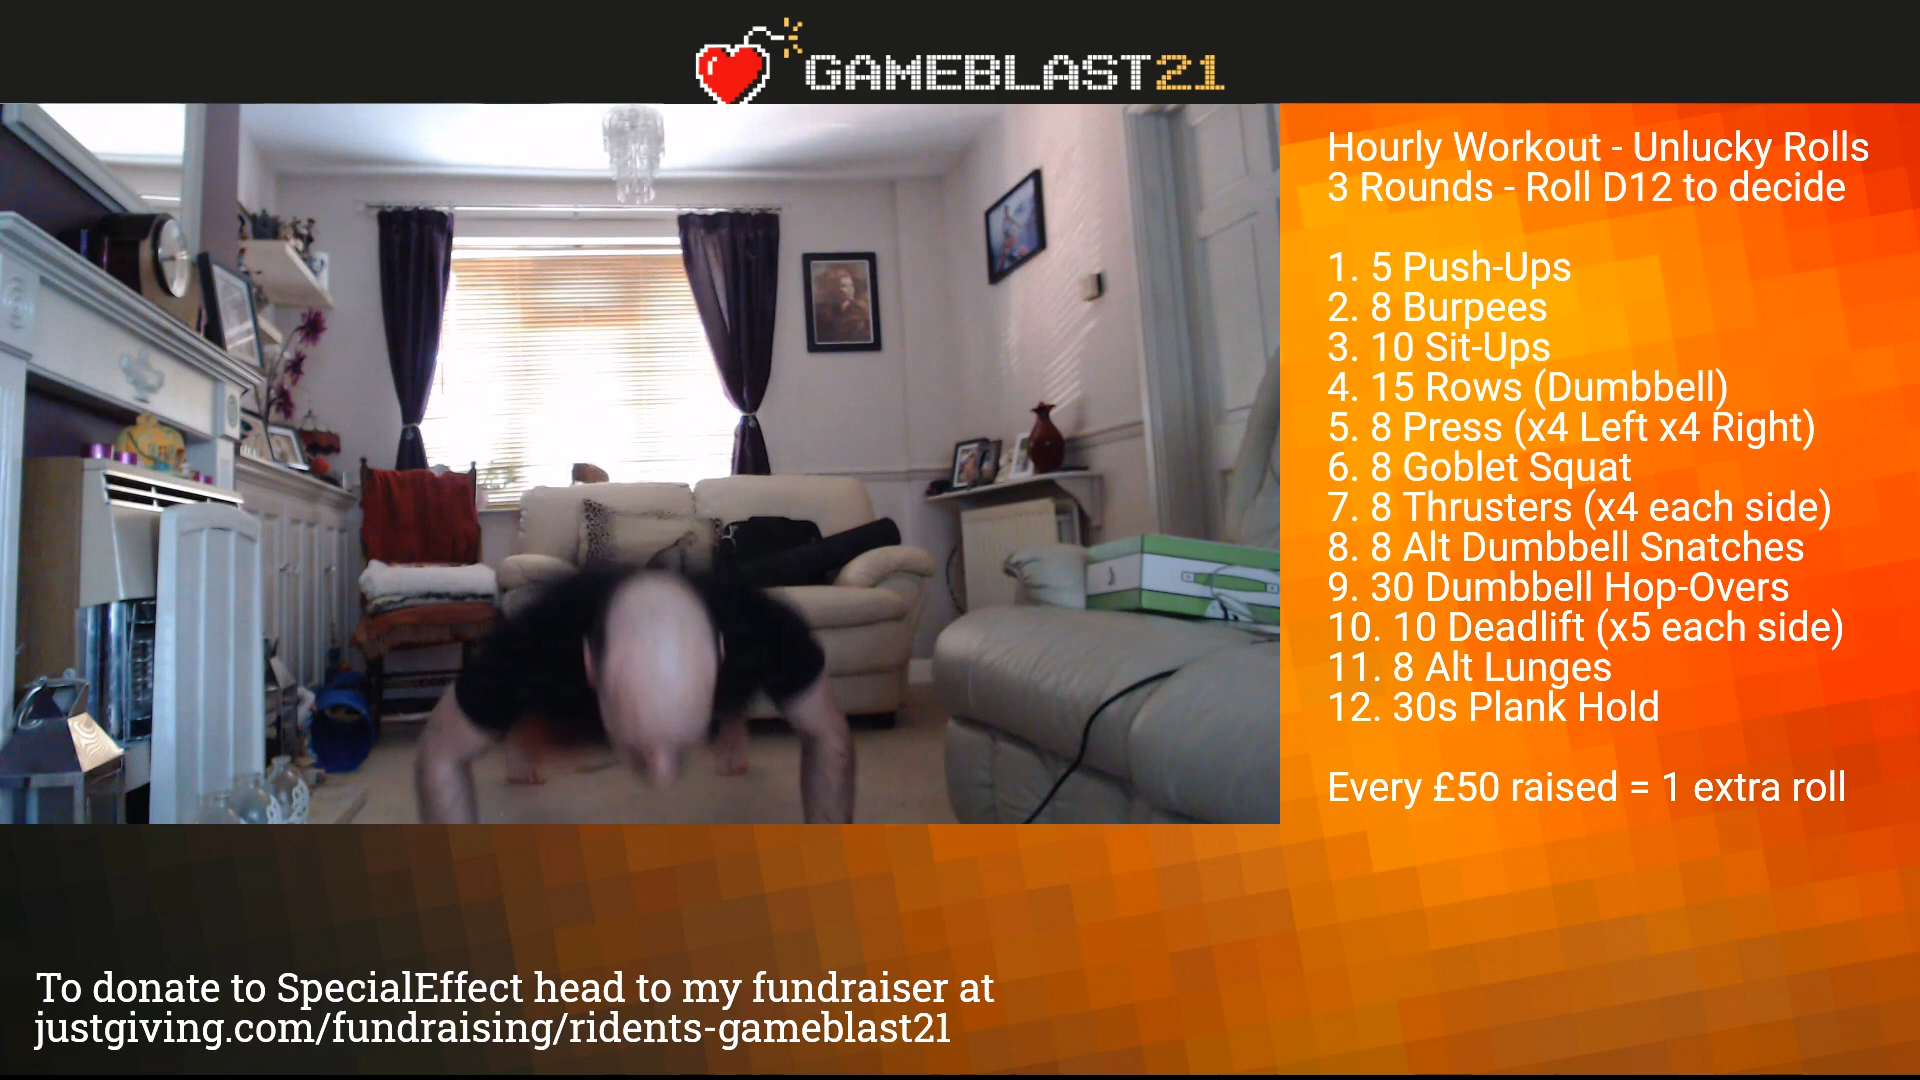 GAMEBLAST21
Hourly Workout - Unlucky Rolls
3 Rounds - Roll D12 to decide
1. 5 Push-Ups
2. 8 Burpees
3. 10 Sit-Ups
4. 15 Rows (Dumbbell)
5. 8 Press (x4 Left x4 Right)
6. 8 Goblet Squat
7. 8 Thrusters (x4 each side)
8. 8 Alt Dumbbell Snatches
9. 30 Dumbbell Hop-Overs
10. 10 Deadlift (x5 each side)
11. 8 Alt Lunges
12. 30s Plank Hold
Every £50 raised = 1 extra roll
To donate to SpecialEffect head to my fundraiser at
justgiving.com/fundraising/ridents-gameblast21